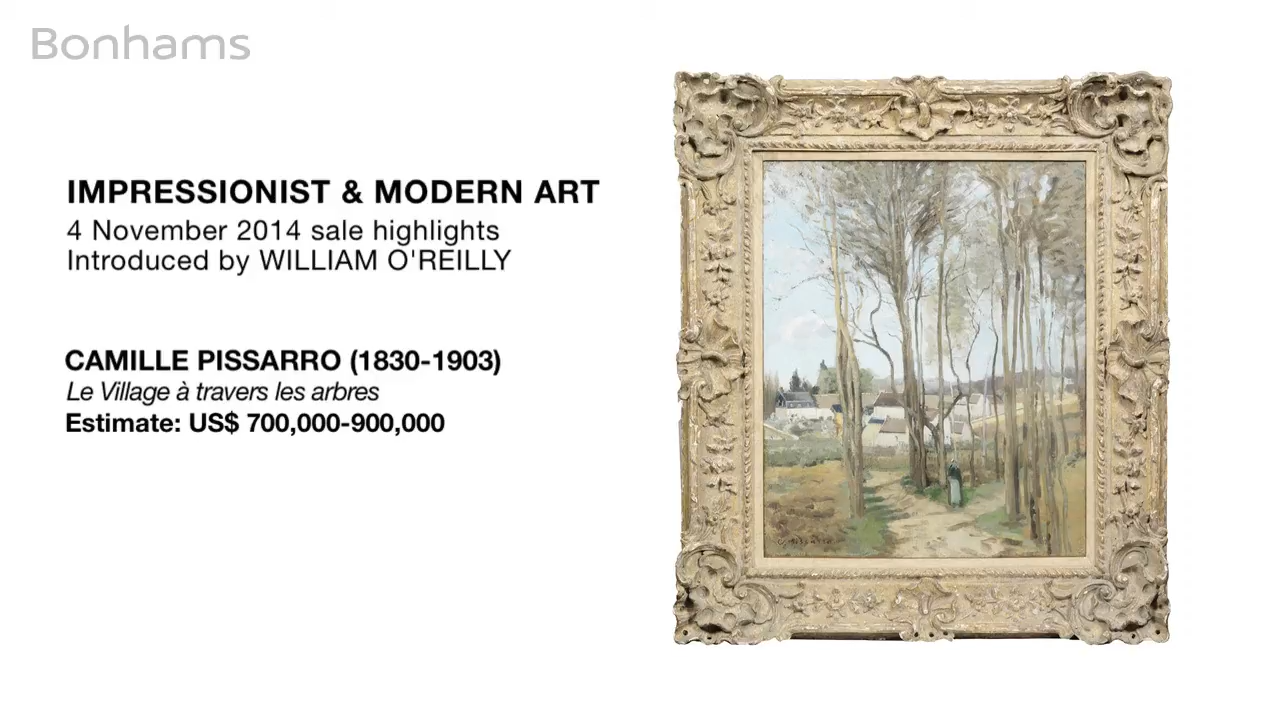 Bonhams
IMPRESSIONIST & MODERN ART
4 November 2014 sale highlights
Introduced by WILLIAM O'REILLY
CAMILLE PISSARRO (1830-1903)
Le Village à travers les arbres
Estimate: US$ 700,000-900,000